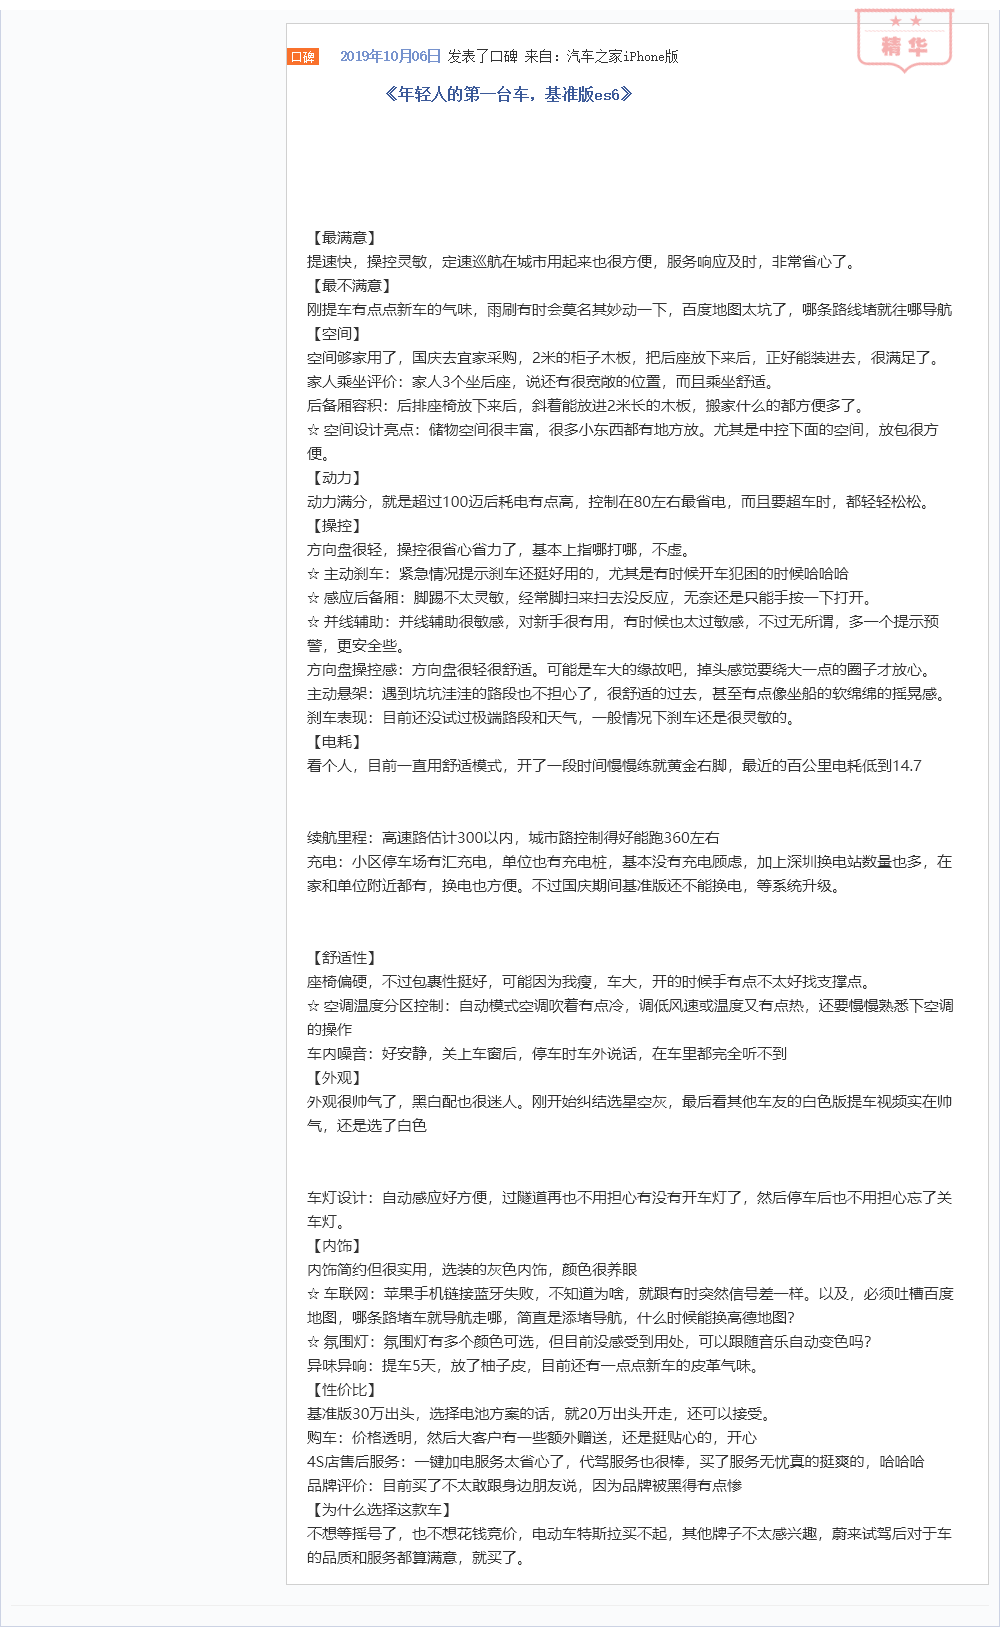 精华
口碑 2019年10月06日 发表了口碑 来自：汽车之家iPhone版
《年轻人的第一台车，基准版es6》
【最满意】
提速快，操控灵敏，定速巡航在城市用起来也很方便，服务响应及时，非常省心了。
【最不满意】
刚提车有点点新车的气味，雨刷有时会莫名其妙动一下，百度地图太坑了，哪条路线堵就往哪导航
【空间】
空间够家用了，国庆去宜家采购，2米的柜子木板，把后座放下来后，正好能装进去，很满足了。
家人乘坐评价：家人3个坐后座，说还有很宽敞的位置，而且乘坐舒适。
后备厢容积：后排座椅放下来后，斜着能放进2米长的木板，搬家什么的都方便多了。
☆ 空间设计亮点：储物空间很丰富，很多小东西都有地方放。尤其是中控下面的空间，放包很方
便。
【动力】
动力满分，就是超过100迈后耗电有点高，控制在80左右最省电，而且要超车时，都轻轻松松。
【操控】
方向盘很轻，操控很省心省力了，基本上指哪打哪，不虚。
☆ 主动刹车：紧急情况提示刹车还挺好用的，尤其是有时候开车犯困的时候哈哈哈
☆ 感应后备厢：脚踢不太灵敏，经常脚扫来扫去没反应，无奈还是只能手按一下打开。
☆ 并线辅助：并线辅助很敏感，对新手很有用，有时候也太过敏感，不过无所谓，多一个提示预
警，更安全些。
方向盘操控感：方向盘很轻很舒适。可能是车大的缘故吧，掉头感觉要绕大一点的圈子才放心。
主动悬架：遇到坑坑洼洼的路段也不担心了，很舒适的过去，甚至有点像坐船的软绵绵的摇晃感。
刹车表现：目前还没试过极端路段和天气，一般情况下刹车还是很灵敏的。
【电耗】
看个人，目前一直用舒适模式，开了一段时间慢慢练就黄金右脚，最近的百公里电耗低到14.7
续航里程：高速路估计300以内，城市路控制得好能跑360左右
充电：小区停车场有汇充电，单位也有充电桩，基本没有充电顾虑，加上深圳换电站数量也多，在
家和单位附近都有，换电也方便。不过国庆期间基准版还不能换电，等系统升级。
【舒适性】
座椅偏硬，不过包裹性挺好，可能因为我瘦，车大，开的时候手有点不太好找支撑点。
☆ 空调温度分区控制：自动模式空调吹着有点冷，调低风速或温度又有点热，还要慢慢熟悉下空调
的操作
车内噪音：好安静，关上车窗后，停车时车外说话，在车里都完全听不到
【外观】
外观很帅气了，黑白配也很迷人。刚开始纠结选星空灰，最后看其他车友的白色版提车视频实在帅
气，还是选了白色
车灯设计：自动感应好方便，过隧道再也不用担心有没有开车灯了，然后停车后也不用担心忘了关
车灯。
【内饰】
内饰简约但很实用，选装的灰色内饰，颜色很养眼
☆ 车联网：苹果手机链接蓝牙失败，不知道为啥，就跟有时突然信号差一样。以及，必须吐槽百度
地图，哪条路堵车就导航走哪，简直是添堵导航，什么时候能换高德地图？
☆ 氛围灯：氛围灯有多个颜色可选，但目前没感受到用处，可以跟随音乐自动变色吗？
异味异响：提车5天，放了柚子皮，目前还有一点点新车的皮革气味。
【性价比】
基准版30万出头，选择电池方案的话，就20万出头开走，还可以接受。
购车：价格透明，然后大客户有一些额外赠送，还是挺贴心的，开心
4S店售后服务：一键加电服务太省心了，代驾服务也很棒，买了服务无忧真的挺爽的，哈哈哈
品牌评价：目前买了不太敢跟身边朋友说，因为品牌被黑得有点惨
【为什么选择这款车】
不想等摇号了，也不想花钱竞价，电动车特斯拉买不起，其他牌子不太感兴趣，蔚来试驾后对于车
的品质和服务都算满意，就买了。